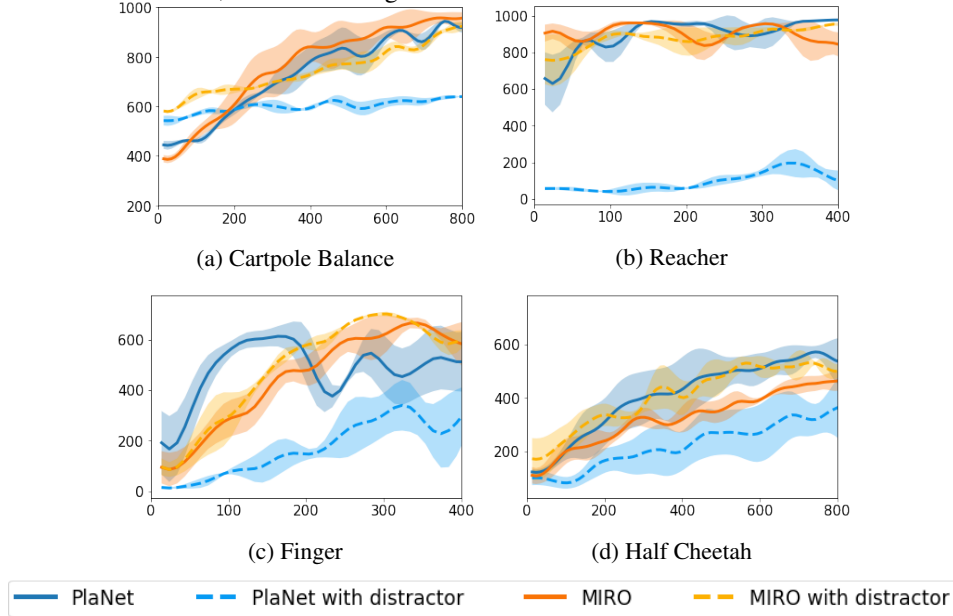 1000
800
600
400
200
0 200 400 600 800
(a) Cartpole Balance
1000
800
600
400
200
0
0 100 200 300 400
(b) Reacher
600
400
200
0
0 100 200 300 400
(c) Finger
600
400
200
0 200 400 600 800
(d) Half Cheetah
PlaNet PlaNet with distractor MIRO MIRO with distractor